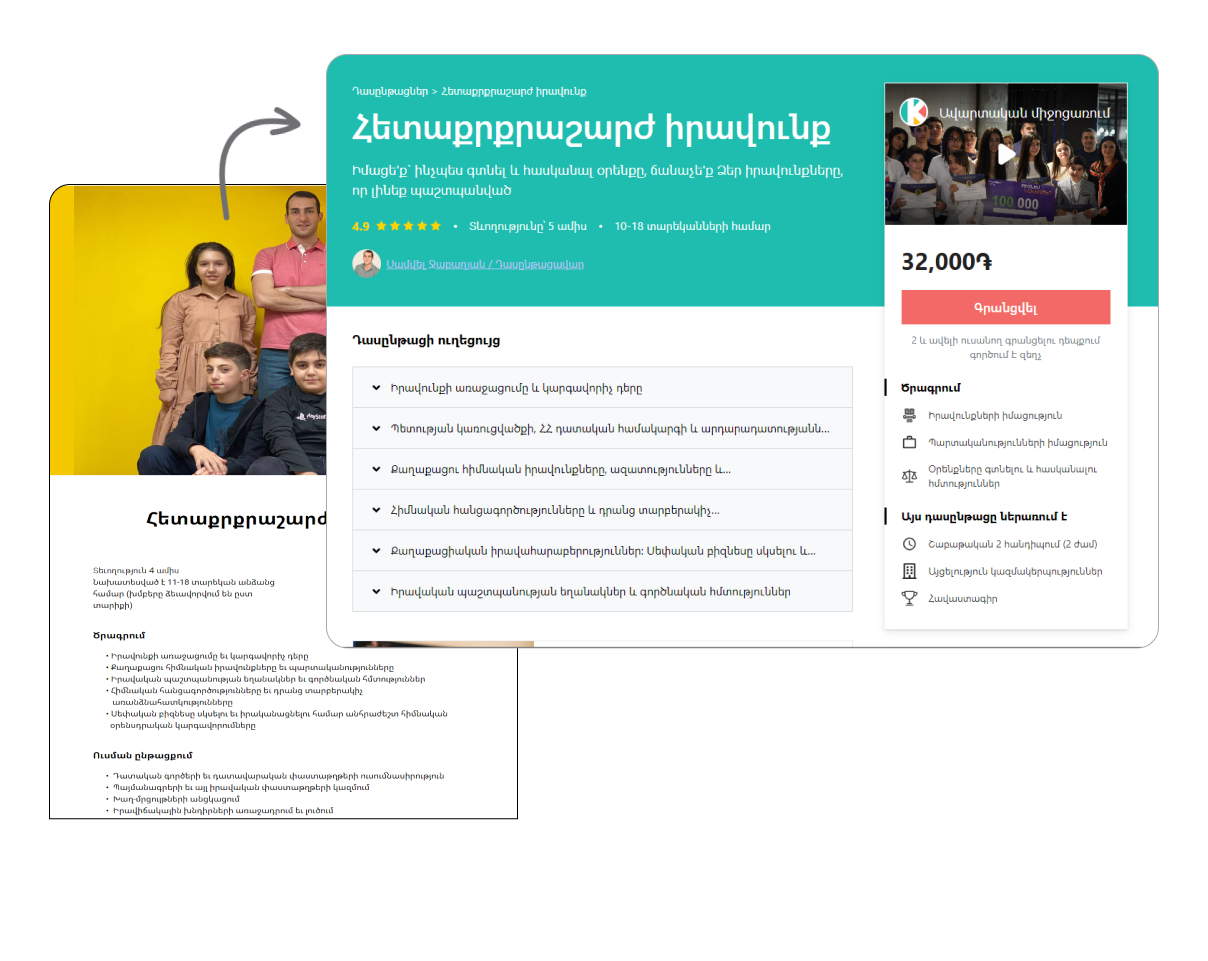 Դասընթացներ > Հետաքրքրաշարժ իրավունք
Հետաքրքրաշարժ իրավունք
Իմացե՛ք՝ ինչպես գտնել և հասկանալ օրենքը, ճանաչե՛ք Ձեր իրավունքները,
որ լինեք պաշտպանված
4.9 • Տևողությունը՝ 5 ամիս • 10-18 տարեկանների համար
Սամվել Չաբաղյան / Դասընթացավար
Դասընթացի ուղեցույց
Իրավունքի առաջացումը և կարգավորիչ դերը
Պետության կառուցվածքի, ՀՀ դատական համակարգի և արդարադատությանն...
Քաղաքացու հիմնական իրավունքները, ազատությունները և...
Հիմնական հանցագործությունները և դրանց տարբերակիչ...
Քաղաքացիական իրավահարաբերություններ: Սեփական բիզնեսը սկսելու և...
Իրավական պաշտպանության եղանակներ և գործնական հմտություններ
Ավարտական միջոցառում
100 000
32,000֏
Գրանցվել
2 և ավելի ուսանող գրանցելու դեպքում
գործում է զեղչ
Ծրագրում
Իրավունքների իմացություն
Պարտականությունների իմացություն
Օրենքները գտնելու և հասկանալու
հմտություններ
Այս դասընթացը ներառում է
Շաբաթական 2 հանդիպում (2 ժամ)
Այցելություն կազմակերպություններ
Հավաստագիր
Հետաքրքրաշարժ
Տեւողություն 4 ամիս
Նախատեսված է 11-18 տարեկան անձանց
համար (խմբերը ձեւավորվում են ըստ
տարիքի)
Ծրագրում
• Իրավունքի առաջացումը եւ կարգավորիչ դերը
• Քաղաքացու հիմնական իրավունքները եւ պարտականությունները
• Իրավական պաշտպանության եղանակներ եւ գործնական հմտություններ
• Հիմնական հանցագործությունները եւ դրանց տարբերակիչ
առանձնահատկությունները
• Սեփական բիզնեսը սկսելու եւ իրականացնելու համար անհրաժեշտ հիմնական
օրենսդրական կարգավորումները
Ուսման ընթացքում
• Դատական գործերի եւ դատավարական փաստաթղթերի ուսումնասիրություն
• Պայմանագրերի եւ այլ իրավական փաստաթղթերի կազմում
• Խաղ-մրցույթների անցկացում
• Իրավիճակային խնդիրների առաջադրում եւ լուծում